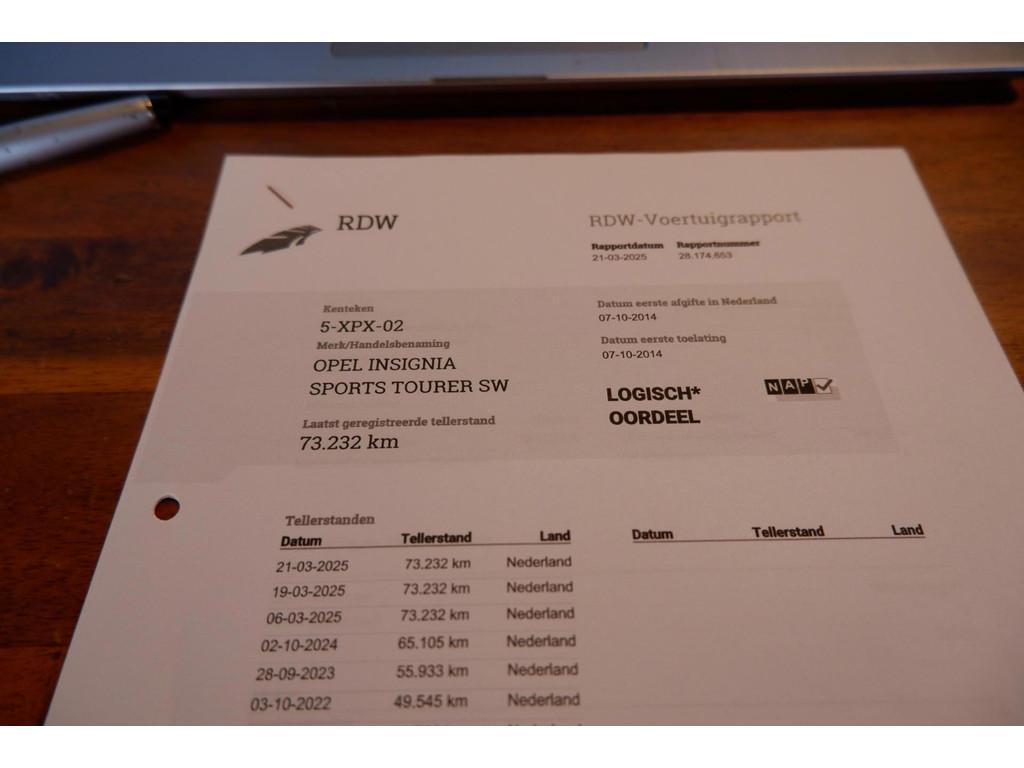 RDW
RDW-Voertuigrapport
Rapportdatum Rapportnummer
21-03-2025 28.174.653
Kenteken
5-XPX-02
Merk/Handelsbenaming
OPEL INSIGNIA
SPORTS TOURER SW
Laatst geregistreerde tellerstand
73.232 km
Datum eerste afgifte in Nederland
07-10-2014
Datum eerste toelating
07-10-2014
LOGISCH*
OORDEEL
NAP
Tellerstanden
Datum Tellerstand Land
21-03-2025 73.232 km Nederland
19-03-2025 73.232 km Nederland
06-03-2025 73.232 km Nederland
02-10-2024 65.105 km Nederland
28-09-2023 55.933 km Nederland
03-10-2022 49.545 km Nederland
Datum Tellerstand Land